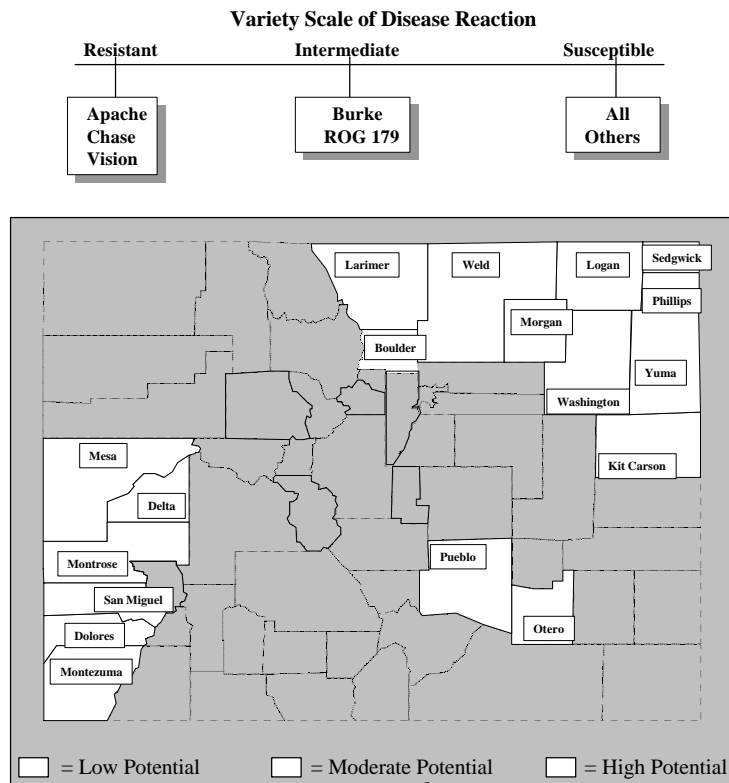 Variety Scale of Disease Reaction
Resistant Intermediate Susceptible
Apache
Chase
Vision
Burke
ROG 179
All
Others
Larimer
Weld
Logan
Sedgwick
Phillips
Morgan
Boulder
Yuma
Washington
Mesa
Kit Carson
Delta
Pueblo
Montrose
San Miguel
Otero
Dolores
Montezuma
= Low Potential = Moderate Potential = High Potential